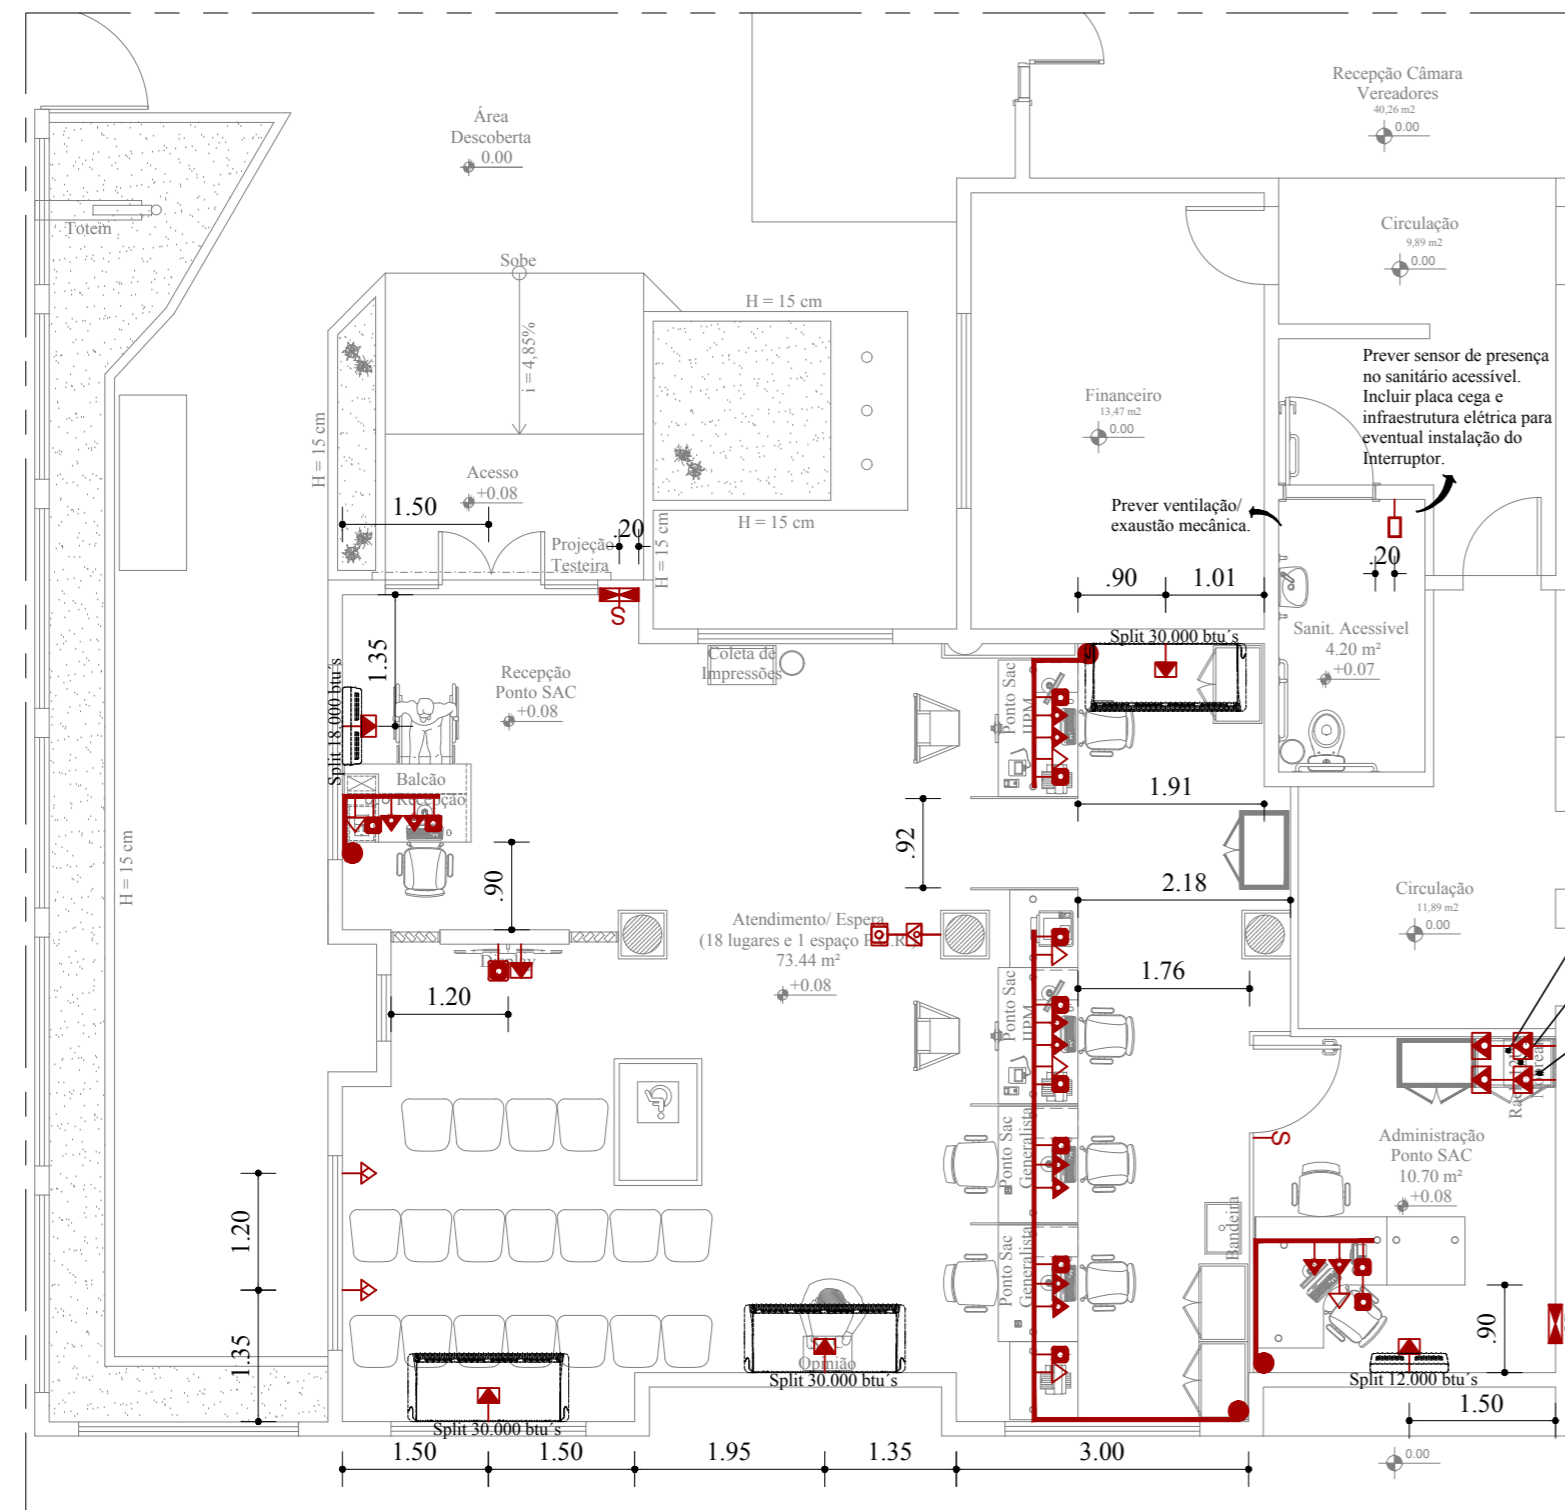 Recepção Câmara
Vereadores
40,26 m2
0.00
Área
Descoberta
0.00
Totem
Circulação
9,89 m2
0.00
Sobe
i = 4,85%
H = 15 cm
H = 15 cm
H = 15 cm
H = 15 cm
H = 15 cm
Prever sensor de presença
no sanitário acessível.
Incluir placa cega e
infraestrutura elétrica para
eventual instalação do
Interruptor.
Financeiro
13,47 m2
0.00
Acesso
+0.08
1.50
Projeção
Testeira
.20
S
Prever ventilação/
exaustão mecânica.
.20
.90
1.01
Split 30.000 btu´s
Sanit. Acessível
4.20 m²
+0.07
1.35
Split 18.000 btu´s
Recepção
Ponto SAC
+0.08
Coleta de
Impressões
Ponto Sac
Balcão
Recepção
1.91
.92
.90
2.18
Circulação
11,89 m2
0.00
Atendimento/ Espera
(18 lugares e 1 espaço
73.44 m²
+0.08
1.20
1.76
Ponto Sac
Ponto Sac
Generalista
Ponto Sac
Generalista
S
Administração
Ponto SAC
10.70 m²
+0.08
Bandeira
1.20
1.35
.90
Opinião
Split 30.000 btu´s
Split 30.000 btu´s
Split 12.000 btu´s
1.50
1.50
1.50
1.95
1.35
3.00
0.00